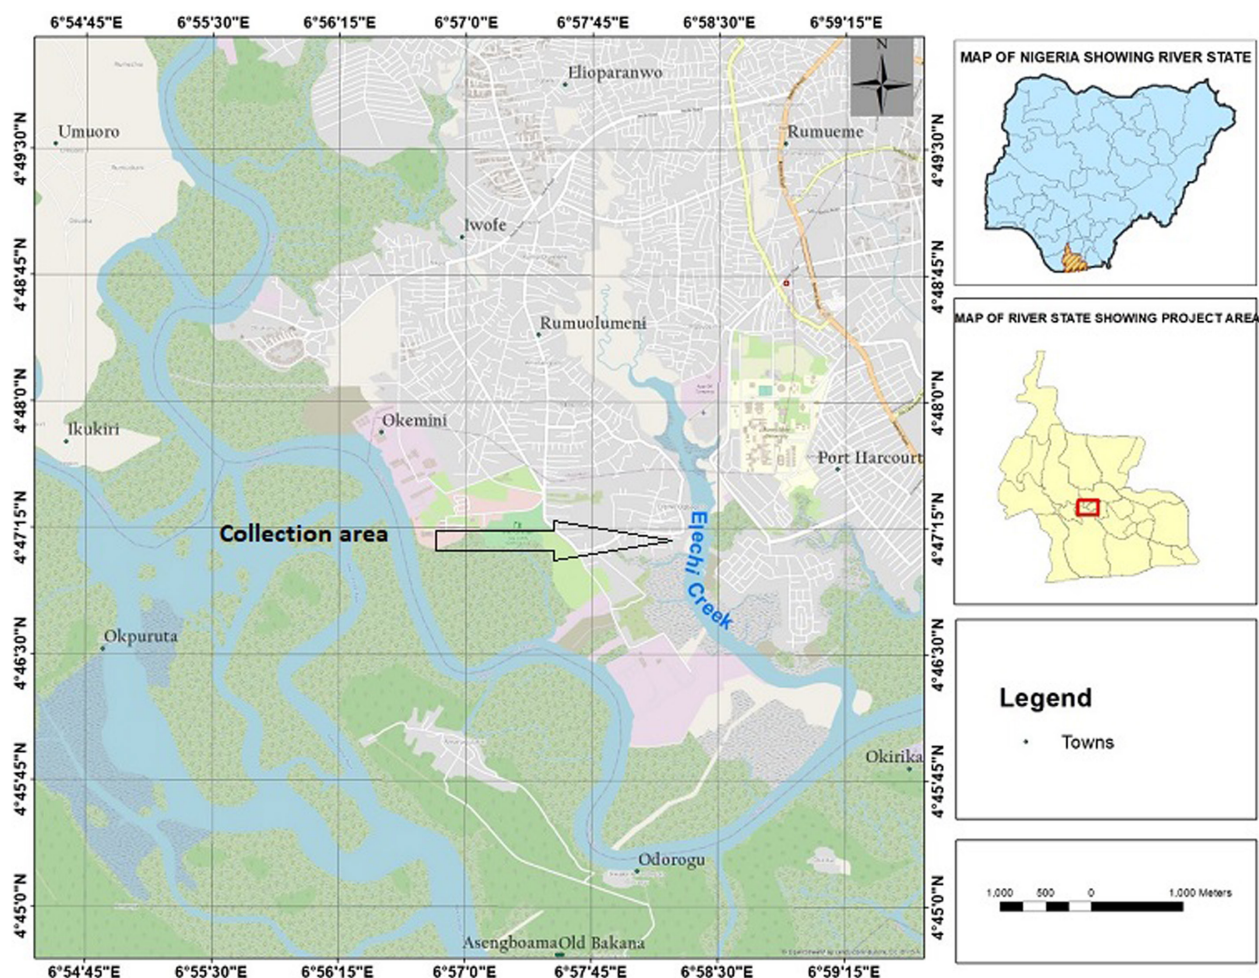 6°54'45"E 6°55'30"E 6°56'15"E 6°57'0"E 6°57'45"E 6°58'30"E 6°59'15"E
N
Elioparanwo
Umuoro
Rumueme
4°49'30"N
4°49'30"N
Iwofe
4°48'45"N
4°48'45"N
Rumuolumeni
4°48'0"N
4°48'0"N
Okemini
Ikukiri
Port Harcourt
4°47'15"N
4°47'15"N
Collection area
Elechi Creek
Okpuruta
4°46'30"N
4°46'30"N
Okirika
4°45'45"N
4°45'45"N
Odorogu
4°45'0"N
4°45'0"N
Asengboama
Old Bakana
6°54'45"E 6°55'30"E 6°56'15"E 6°57'0"E 6°57'45"E 6°58'30"E 6°59'15"E
MAP OF NIGERIA SHOWING RIVER STATE
MAP OF RIVER STATE SHOWING PROJECT AREA
Legend
Towns
1,000 500 0 1,000 Meters